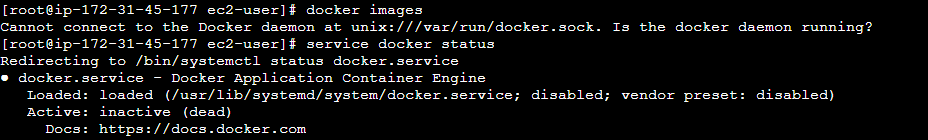 [root@ip-172-31-45-177 ec2-user]# docker images
Cannot connect to the Docker daemon at unix:///var/run/docker.sock. Is the docker daemon running?
[root@ip-172-31-45-177 ec2-user]# service docker status
Redirecting to /bin/systemctl status docker.service
● docker.service - Docker Application Container Engine
   Loaded: loaded (/usr/lib/systemd/system/docker.service; disabled; vendor preset: disabled)
   Active: inactive (dead)
     Docs: https://docs.docker.com